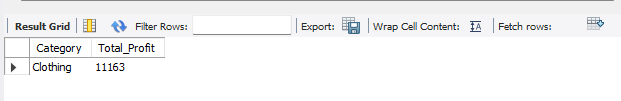 Result Grid Filter Rows: Export: Wrap Cell Content: Fetch rows:
Category Total_Profit
Clothing 11163